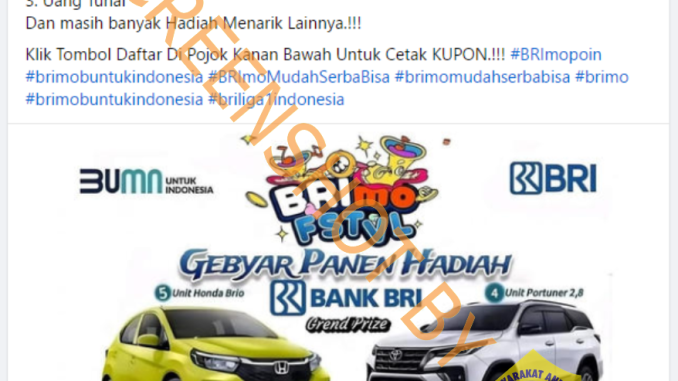 3. Uang Tunai
Dan masih banyak Hadiah Menarik Lainnya.!!!
Klik Tombol Daftar Di Pojok Kanan Bawah Untuk Cetak KUPON.!!! #BRImopoin
#brimobuntukindonesia #BRImoMudahSerbaBisa #brimomudahserbabisa #brimo
#brimobuntukindonesia #briliga1indonesia
BUMN UNTUK INDONESIA
BRImo
FSTVL
BRI
GEBYAR PANEN HADIAH
5 Unit Honda Brio
BANK BRI
4 Unit Portuner 2,8
Grend Prize
SCREENSHOT BY